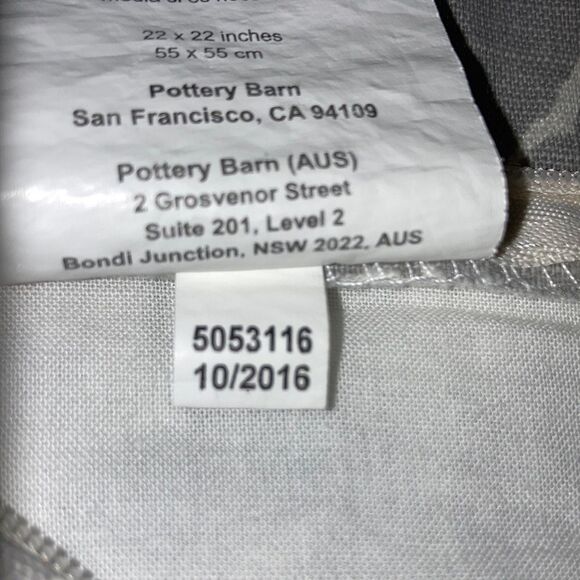 22 x 22 inches
55 x 55 cm
Pottery Barn
San Francisco, CA 94109
Pottery Barn (AUS)
2 Grosvenor Street
Suite 201, Level 2
Bondi Junction, NSW 2022, AUS
5053116
10/2016